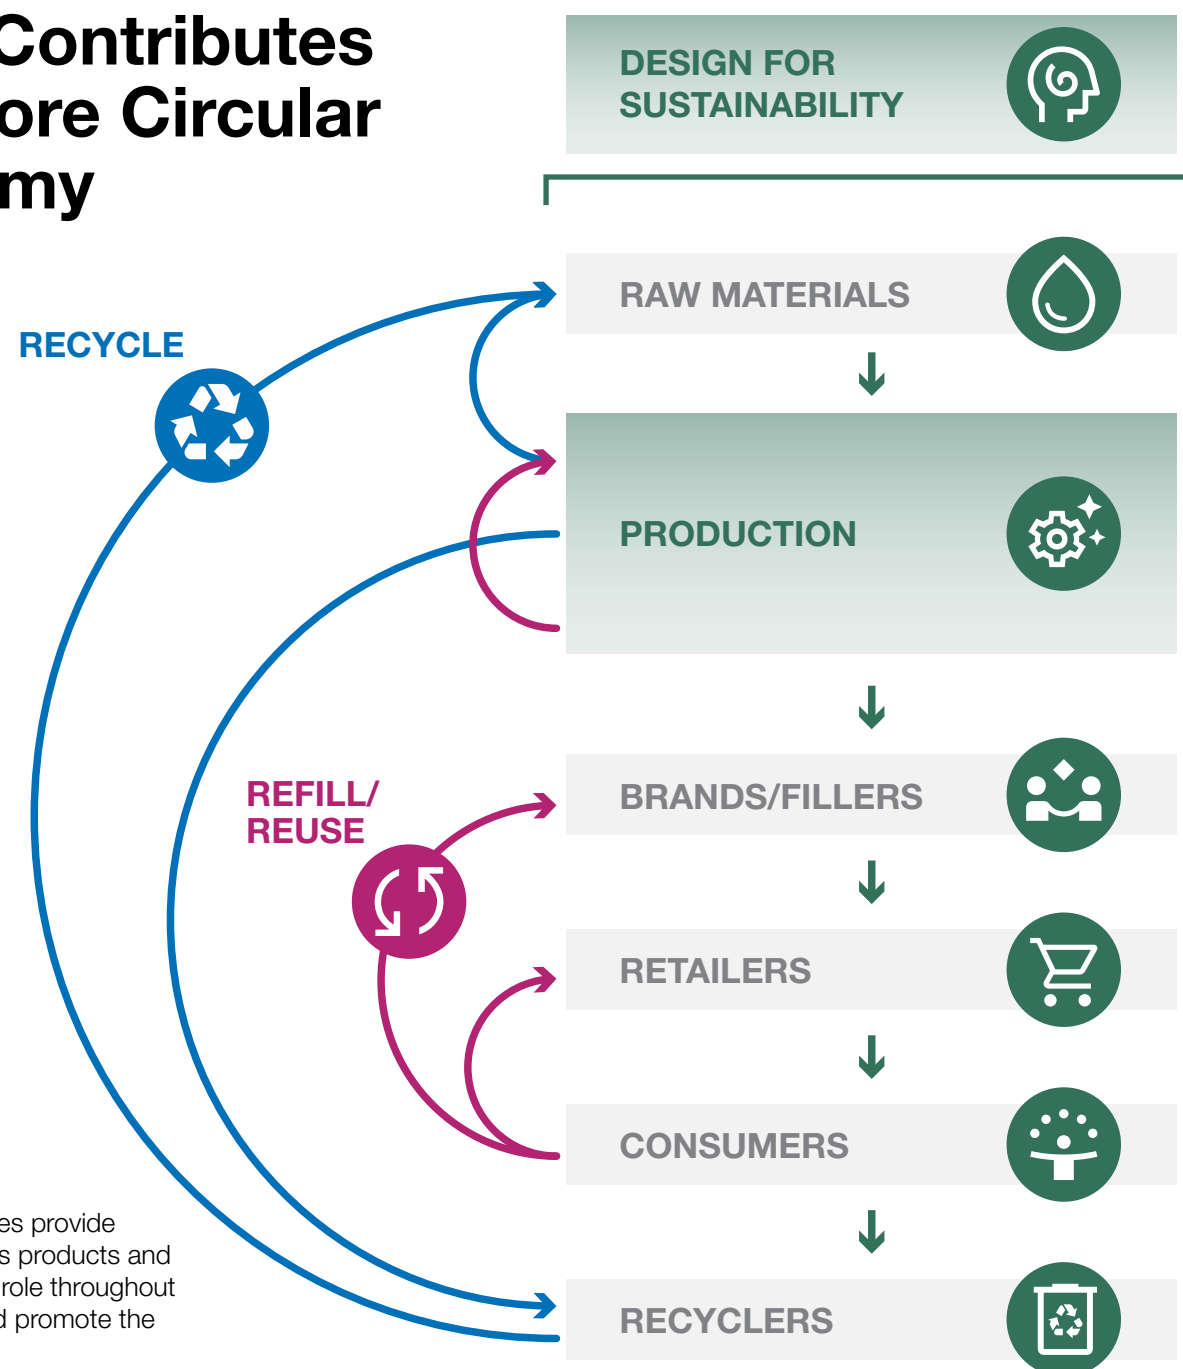 Contributes
ore Circular
my
DESIGN FOR
SUSTAINABILITY
RAW MATERIALS
RECYCLE
PRODUCTION
REFILL/
REUSE
BRANDS/FILLERS
RETAILERS
CONSUMERS
es provide
s products and
role throughout
d promote the
RECYCLERS